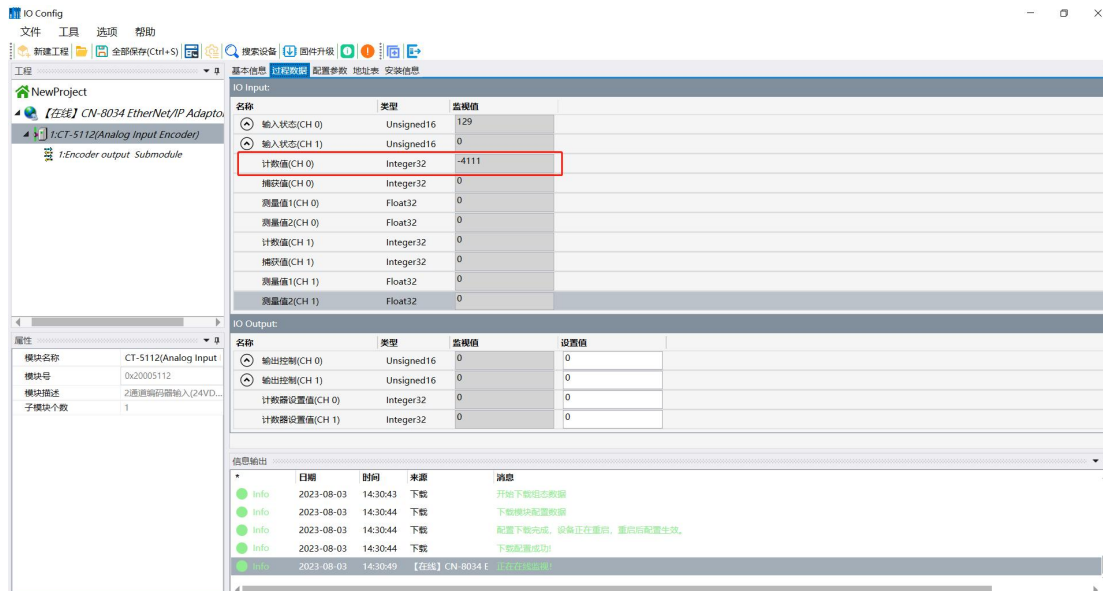 IO Config
文件 工具 选项 帮助
新建工程 全部保存(Ctrl+S) 搜索设备 固件升级
工程
NewProject
【在线】CN-8034 EtherNet/IP Adapto
1:CT-5112(Analog Input Encoder)
1:Encoder output Submodule
属性
模块名称 CT-5112(Analog Input
模块号 0x20005112
模块描述 2通道编码器输入(24VD...
子模块个数 1
基本信息 过程数据 配置参数 地址表 安装信息
IO Input:
名称 类型 监视值
输入状态(CH 0) Unsigned16 129
输入状态(CH 1) Unsigned16 0
计数值(CH 0) Integer32 -4111
捕获值(CH 0) Integer32 0
测量值1(CH 0) Float32 0
测量值2(CH 0) Float32 0
计数值(CH 1) Integer32 0
捕获值(CH 1) Integer32 0
测量值1(CH 1) Float32 0
测量值2(CH 1) Float32 0
IO Output:
名称 类型 监视值 设置值
输出控制(CH 0) Unsigned16 0 0
输出控制(CH 1) Unsigned16 0 0
计数器设置值(CH 0) Integer32 0 0
计数器设置值(CH 1) Integer32 0 0
信息输出
* 日期 时间 来源 消息
Info 2023-08-03 14:30:43 下载 开始下载组态数据
Info 2023-08-03 14:30:44 下载 下载模块配置数据
Info 2023-08-03 14:30:44 下载 配置下载完成，设备正在重启，重启后配置生效。
Info 2023-08-03 14:30:44 下载 下载配置成功!
Info 2023-08-03 14:30:49 【在线】CN-8034 E 正在在线监视!